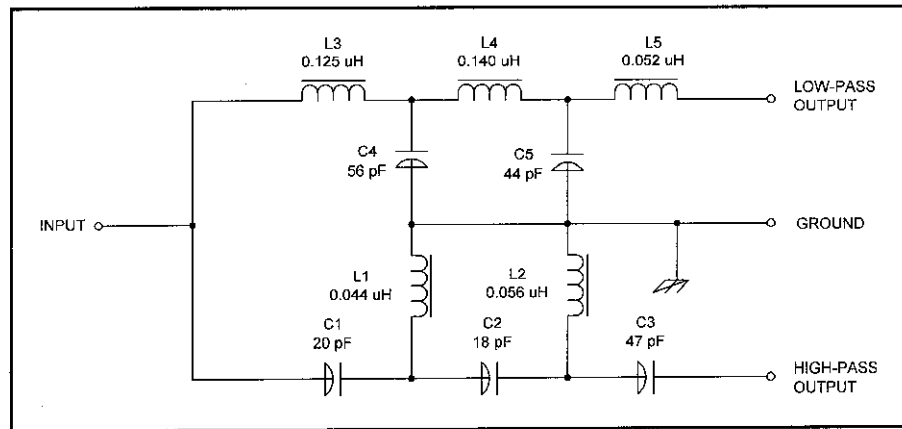 L3
0.125 uH
L4
0.140 uH
L5
0.052 uH
LOW-PASS
OUTPUT
C4
56 pF
C5
44 pF
INPUT
GROUND
L1
0.044 uH
L2
0.056 uH
C1
20 pF
C2
18 pF
C3
47 pF
HIGH-PASS
OUTPUT